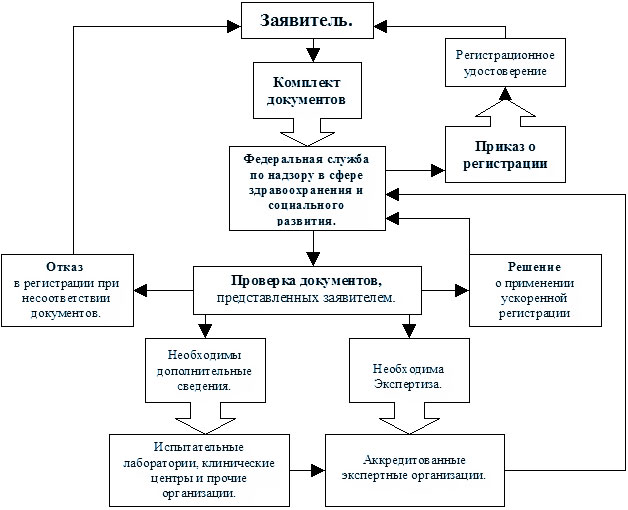 Заявитель.
Регистрационное
удостоверение
Комплект
документов
Приказ о
регистрации
Федеральная служба
по надзору в сфере
здравоохранения и
социального
развития.
Отказ
в регистрации при
несоответствии
документов.
Проверка документов,
представленных заявителем.
Решение
о применении
ускоренной
регистрации
Необходимы
дополнительные
сведения.
Необходима
Экспертиза.
Испытательные
лаборатории, клинические
центры и прочие
организации.
Аккредитованные
экспертные организации.